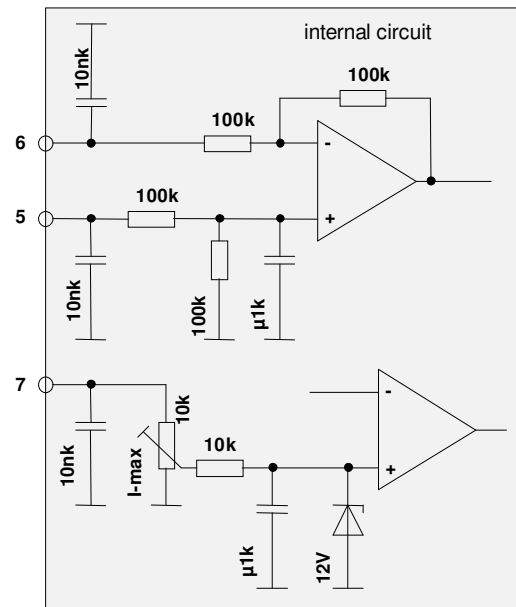 internal circuit
10nk
100k
6
100k
-
5
100k
+
10nk
100k
µ1k
7
10k
-
10nk
I-max
10k
+
µ1k
12V